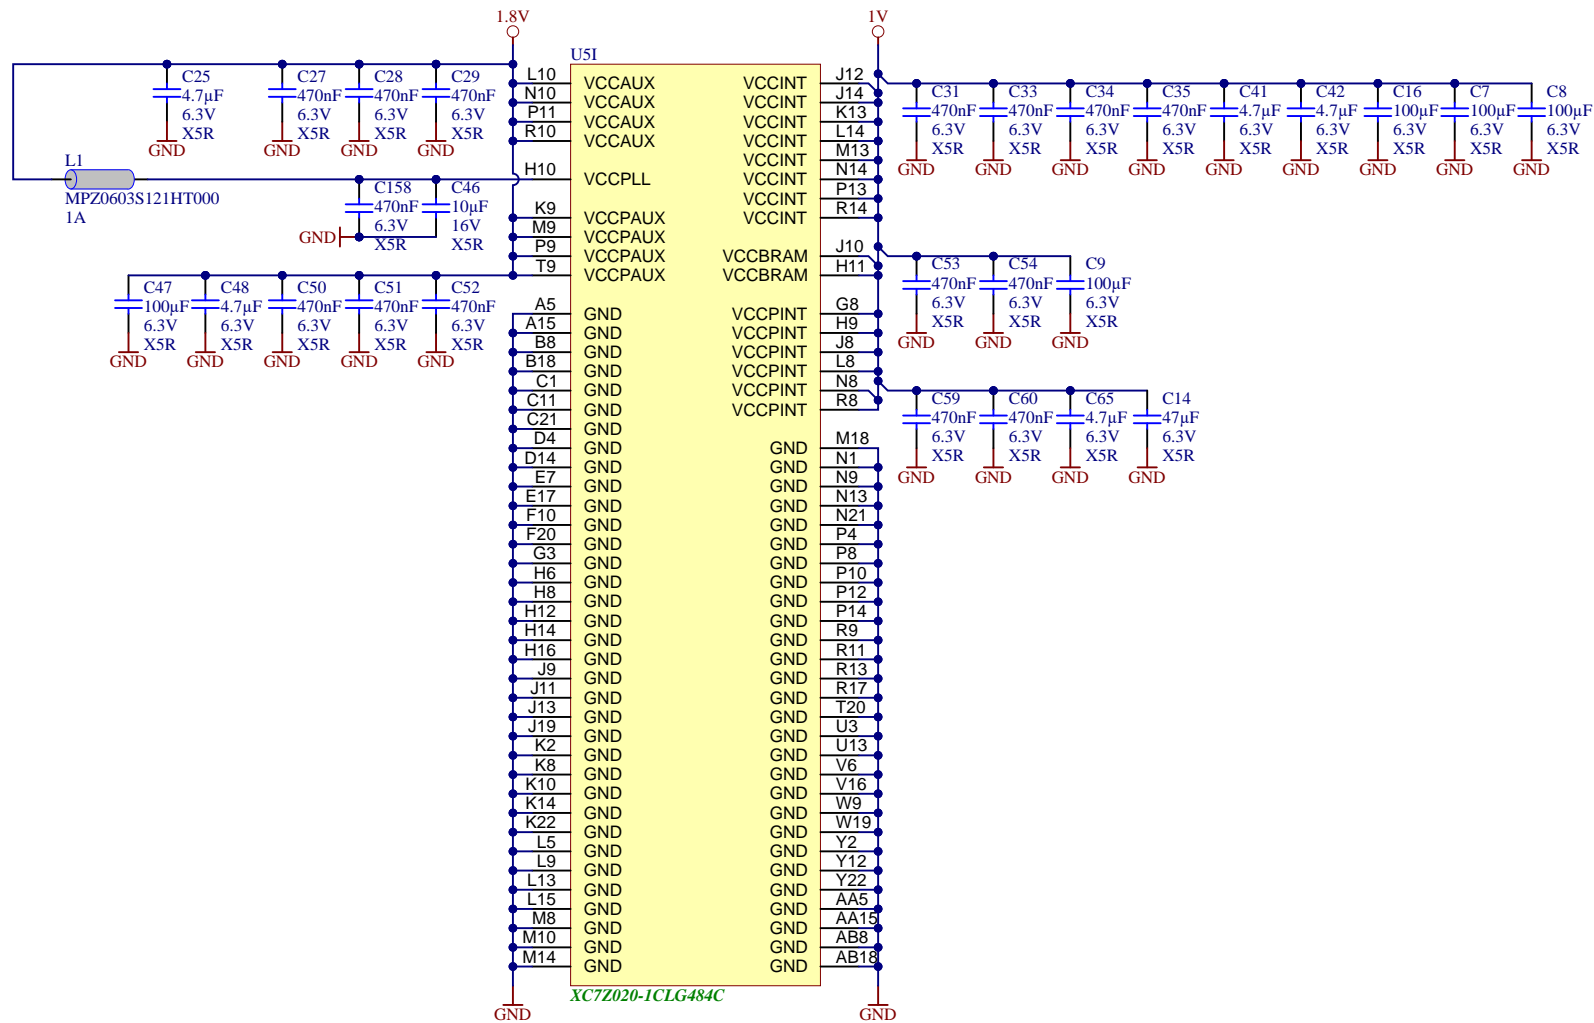 1.8V
1V
U5I
C25
4.7µF
6.3V
X5R
GND
C27
470nF
6.3V
X5R
GND
C28
470nF
6.3V
X5R
GND
C29
470nF
6.3V
X5R
GND
L1
MPZ0603S121HT000
1A
C158
470nF
6.3V
X5R
C46
10µF
16V
X5R
GND
C47
100µF
6.3V
X5R
GND
C48
4.7µF
6.3V
X5R
GND
C50
470nF
6.3V
X5R
GND
C51
470nF
6.3V
X5R
GND
C52
470nF
6.3V
X5R
GND
L10 VCCAUX
N10 VCCAUX
P11 VCCAUX
R10 VCCAUX
H10 VCCPLL
K9 VCCPAUX
M9 VCCPAUX
P9 VCCPAUX
T9 VCCPAUX
A5 GND
A15 GND
B8 GND
B18 GND
C1 GND
C11 GND
C21 GND
D4 GND
D14 GND
E7 GND
E17 GND
F10 GND
F20 GND
G3 GND
H6 GND
H8 GND
H12 GND
H14 GND
H16 GND
J9 GND
J11 GND
J13 GND
J19 GND
K2 GND
K8 GND
K10 GND
K14 GND
K22 GND
L5 GND
L9 GND
L13 GND
L15 GND
M8 GND
M10 GND
M14 GND
GND
VCCINT J12
VCCINT J14
VCCINT K13
VCCINT L14
VCCINT M13
VCCINT N14
VCCINT P13
VCCINT R14
VCCBRAM J10
VCCBRAM H11
VCCPINT G8
VCCPINT H9
VCCPINT J8
VCCPINT L8
VCCPINT N8
VCCPINT R8
GND M18
GND N1
GND N9
GND N13
GND N21
GND P4
GND P8
GND P10
GND P12
GND P14
GND R9
GND R11
GND R13
GND R17
GND T20
GND U3
GND U13
GND V6
GND V16
GND W9
GND W19
GND Y2
GND Y12
GND Y22
GND AA5
GND AA15
GND AB8
GND AB18
GND
XC7Z020-1CLG484C
C31
470nF
6.3V
X5R
GND
C33
470nF
6.3V
X5R
GND
C34
470nF
6.3V
X5R
GND
C35
470nF
6.3V
X5R
GND
C41
4.7µF
6.3V
X5R
GND
C42
4.7µF
6.3V
X5R
GND
C16
100µF
6.3V
X5R
GND
C7
100µF
6.3V
X5R
GND
C8
100µF
6.3V
X5R
GND
C53
470nF
6.3V
X5R
GND
C54
470nF
6.3V
X5R
GND
C9
100µF
6.3V
X5R
GND
C59
470nF
6.3V
X5R
GND
C60
470nF
6.3V
X5R
GND
C65
4.7µF
6.3V
X5R
GND
C14
47µF
6.3V
X5R
GND